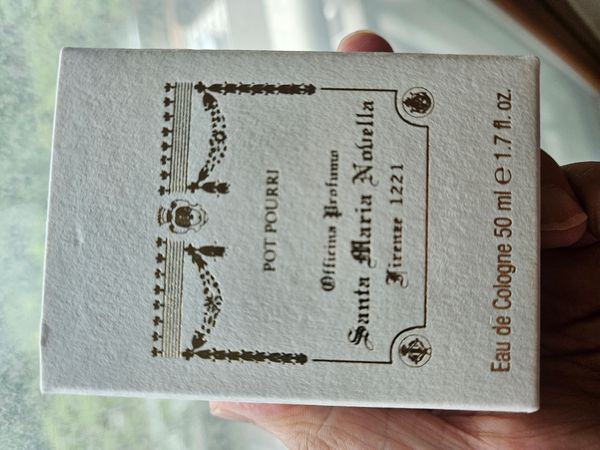 POT POURRI
Officina Profumo
Santa Maria Novella
Firenze 1221
Eau de Cologne 50 ml e 1.7 fl. oz.